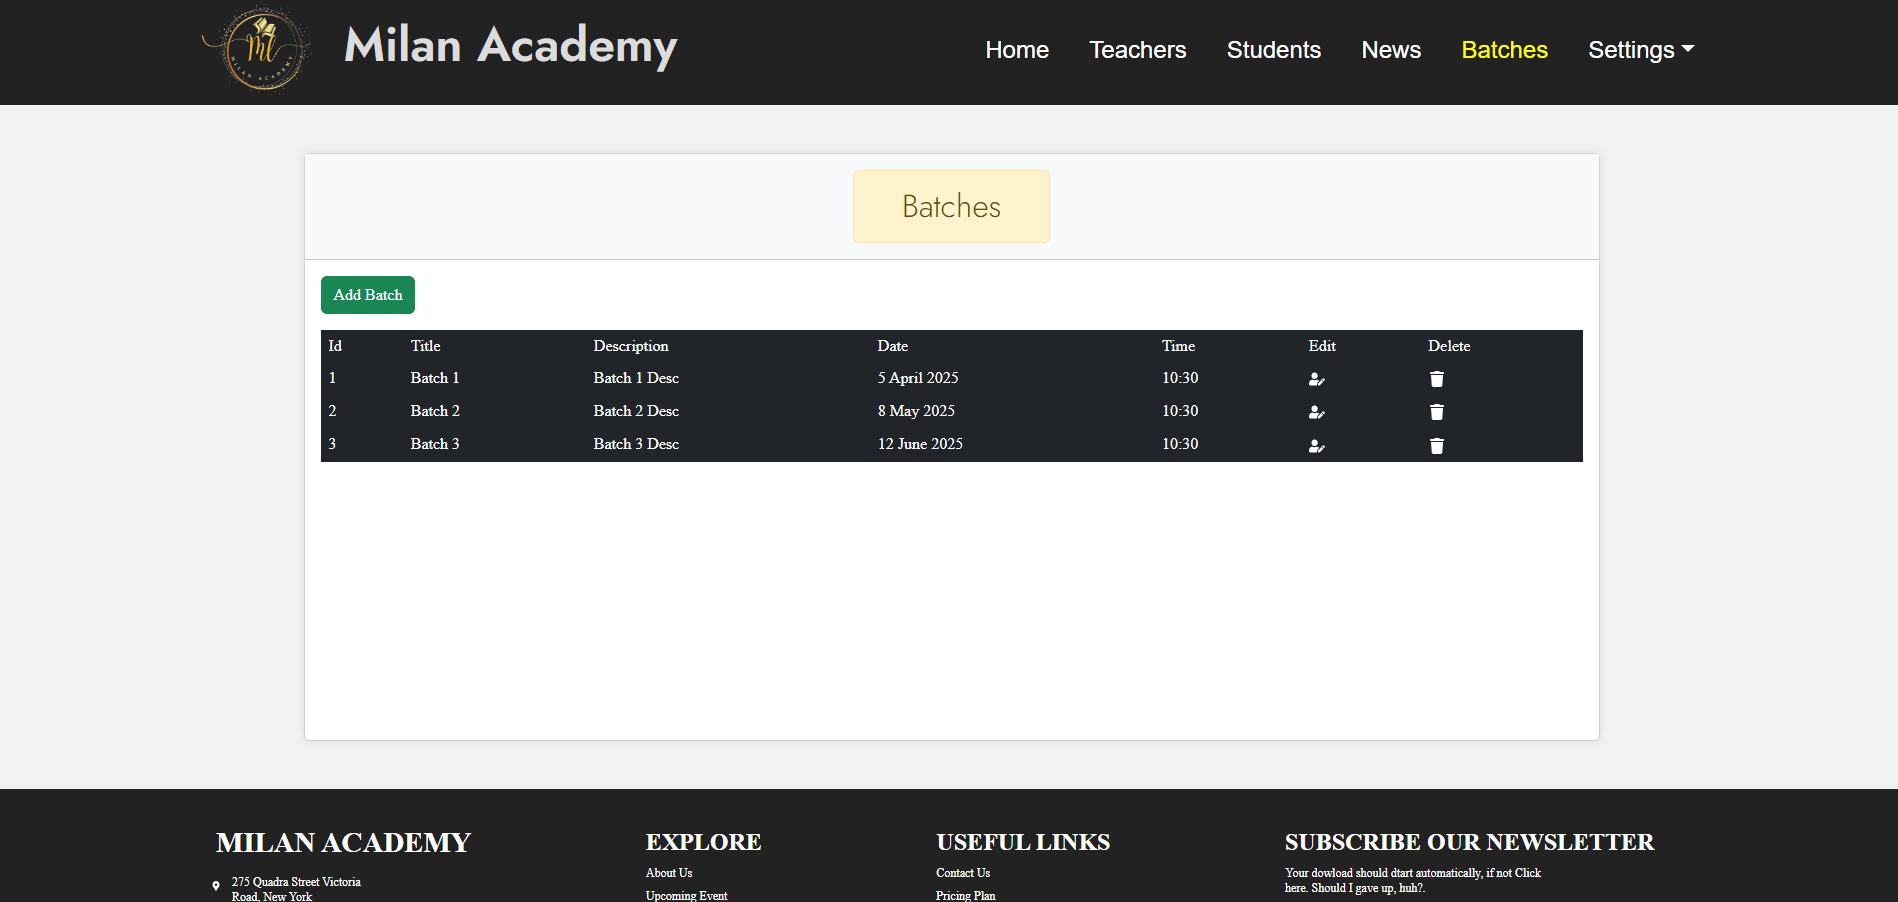 Ml
MILAN ACADEMY
Milan Academy
Home Teachers Students News Batches Settings
Batches
Add Batch
Id Title Description Date Time Edit Delete
1 Batch 1 Batch 1 Desc 5 April 2025 10:30
2 Batch 2 Batch 2 Desc 8 May 2025 10:30
3 Batch 3 Batch 3 Desc 12 June 2025 10:30
MILAN ACADEMY
275 Quadra Street Victoria
Road, New York
EXPLORE
About Us
Upcoming Event
USEFUL LINKS
Contact Us
Pricing Plan
SUBSCRIBE OUR NEWSLETTER
Your dowload should dtart automatically, if not Click
here. Should I gave up, huh?.